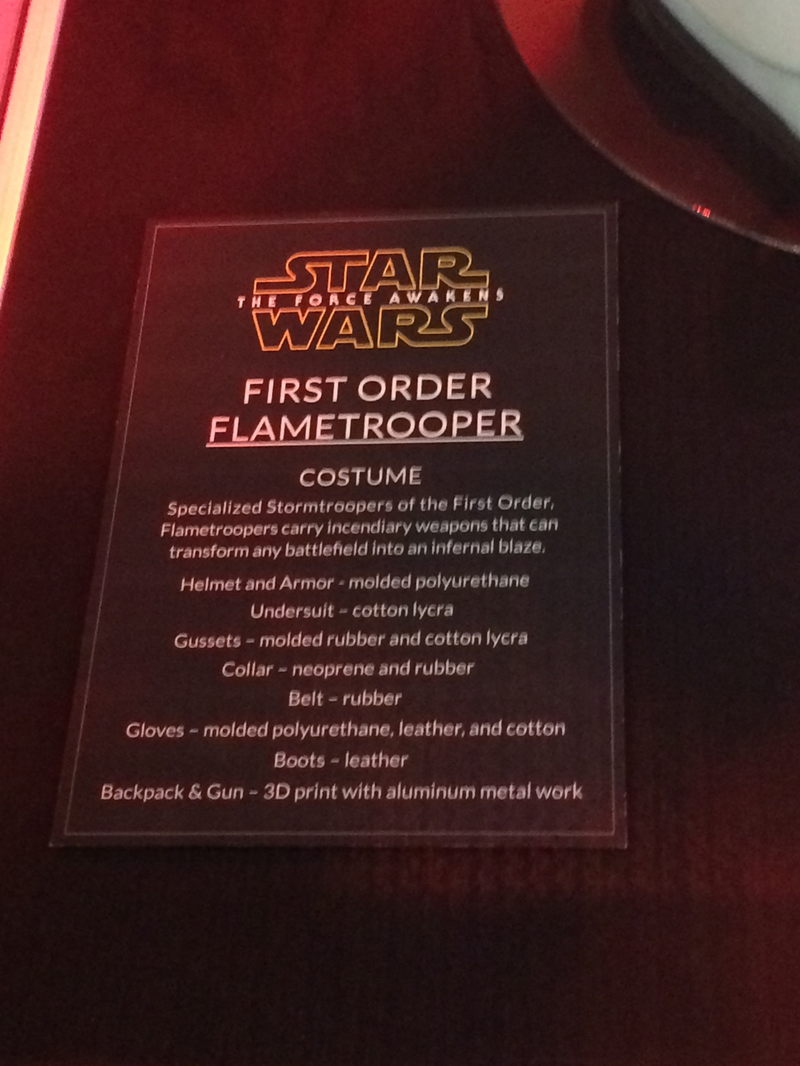 STAR
THE FORCE AWAKENS
WARS
FIRST ORDER
FLAMETROOPER
COSTUME
Specialized Stormtroopers of the First Order,
Flametroopers carry incendiary weapons that can
transform any battlefield into an infernal blaze.
Helmet and Armor - molded polyurethane
Undersuit – cotton lycra
Gussets – molded rubber and cotton lycra
Collar – neoprene and rubber
Belt – rubber
Gloves – molded polyurethane, leather, and cotton
Boots – leather
Backpack & Gun – 3D print with aluminum metal work